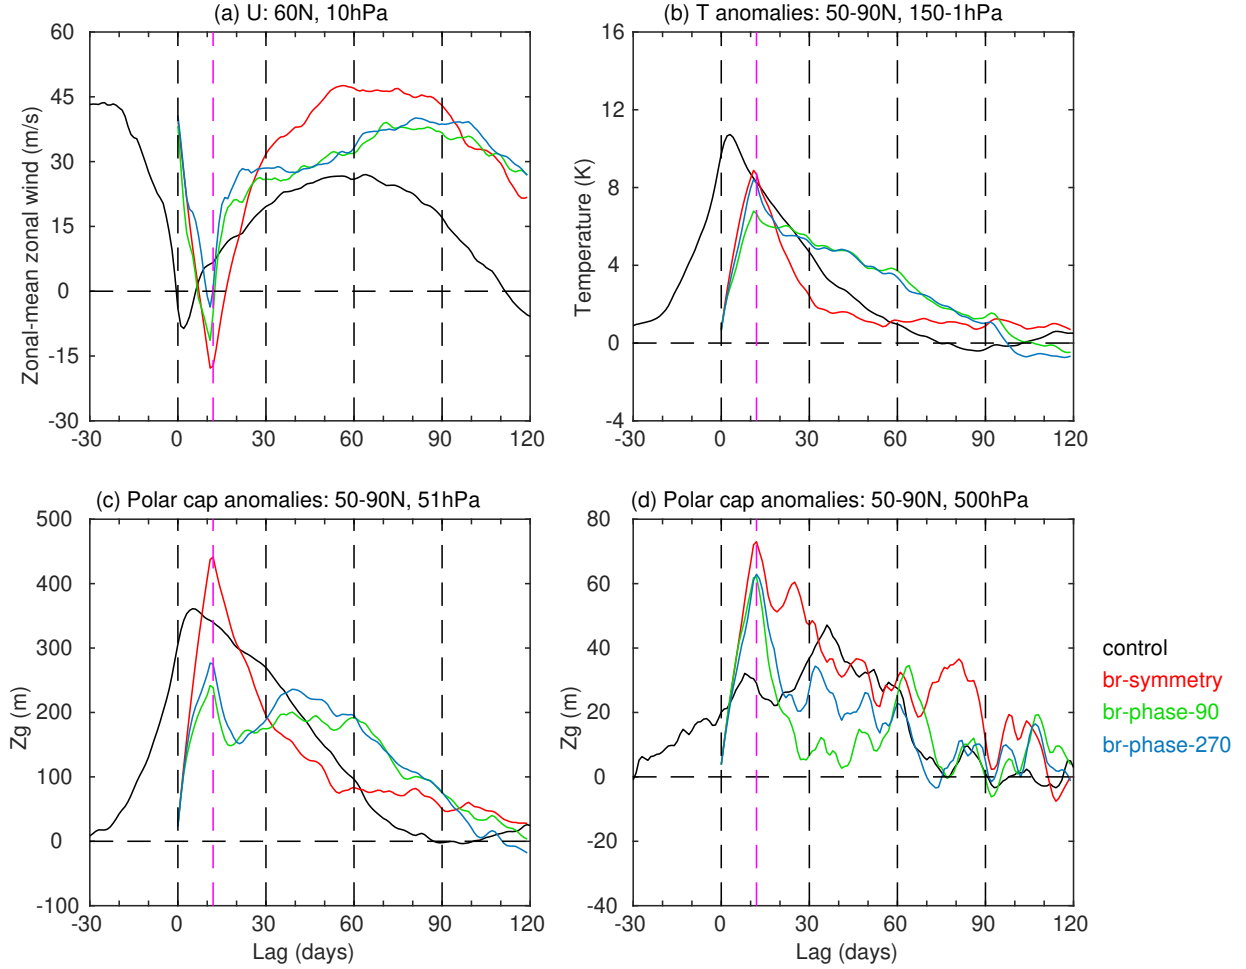 (a) U: 60N, 10hPa
(b) T anomalies: 50-90N, 150-1hPa
Zonal-mean zonal wind (m/s)
60
45
30
15
0
-15
-30
-30 0 30 60 90 120
Temperature (K)
16
12
8
4
0
-4
-30 0 30 60 90 120
(c) Polar cap anomalies: 50-90N, 51hPa
(d) Polar cap anomalies: 50-90N, 500hPa
Zg (m)
500
400
300
200
100
0
-100
-30 0 30 60 90 120
Lag (days)
Zg (m)
80
60
40
20
0
-20
-40
-30 0 30 60 90 120
Lag (days)
control
br-symmetry
br-phase-90
br-phase-270